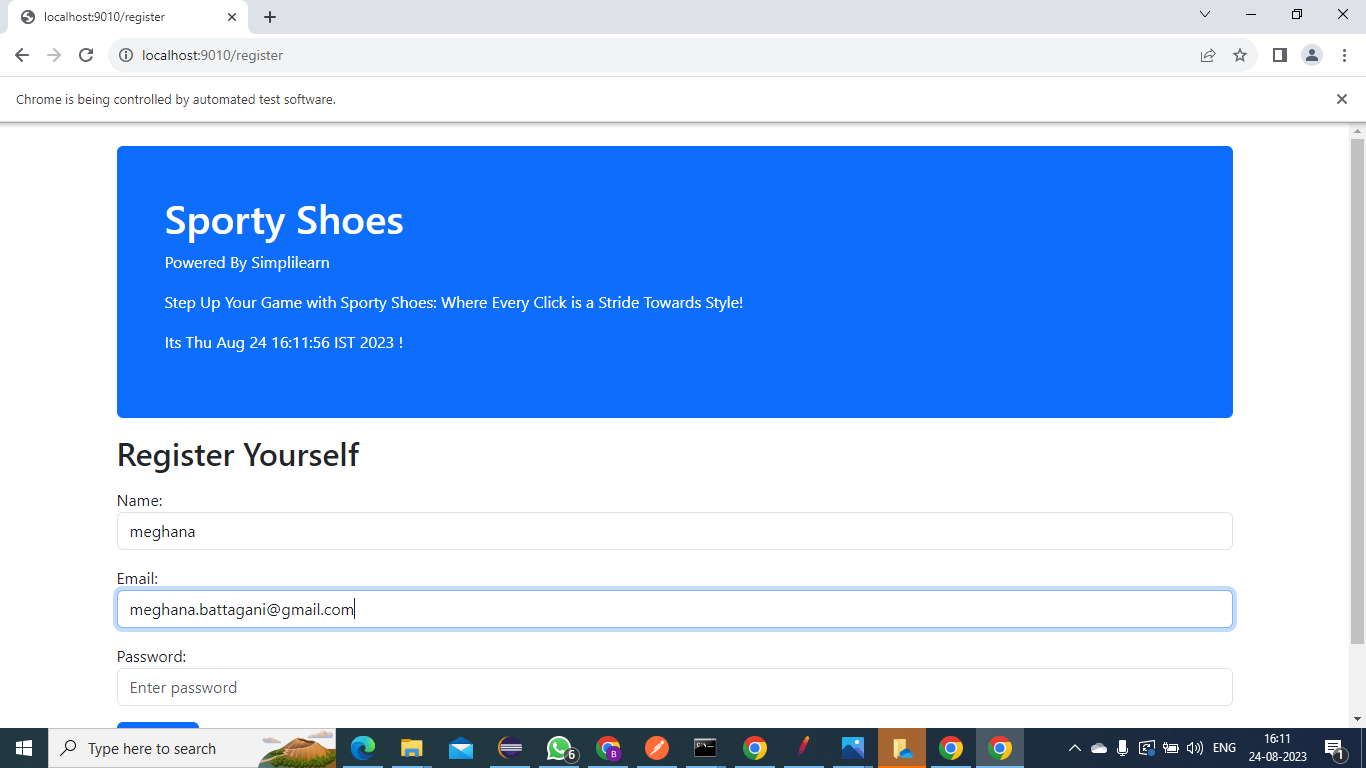 localhost:9010/register
localhost:9010/register
Chrome is being controlled by automated test software.
Sporty Shoes
Powered By Simplilearn
Step Up Your Game with Sporty Shoes: Where Every Click is a Stride Towards Style!
Its Thu Aug 24 16:11:56 IST 2023 !
Register Yourself
Name:
meghana
Email:
meghana.battagani@gmail.com
Password:
Enter password
Type here to search
6
B
ENG
16:11
24-08-2023
1